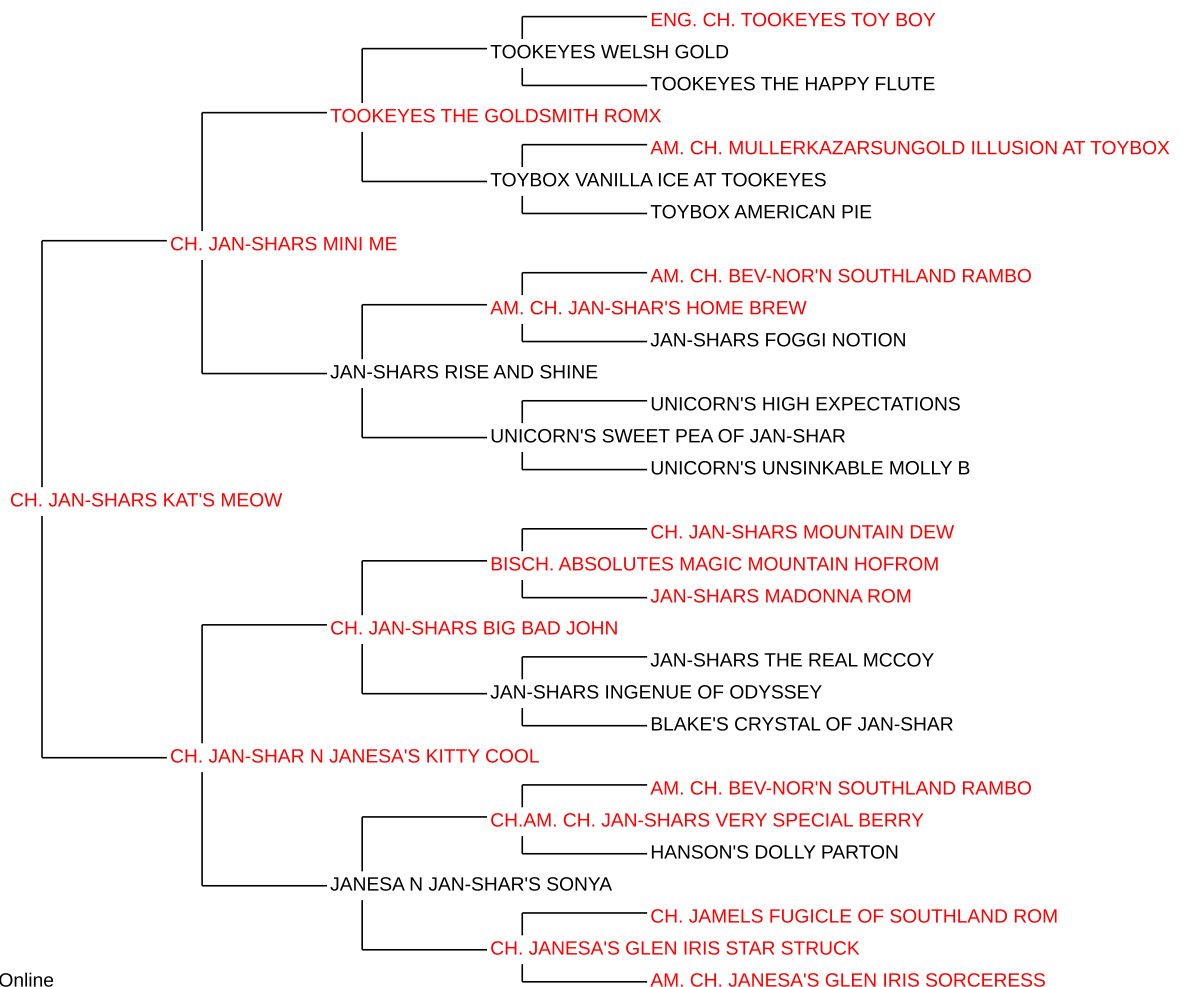 ENG. CH. TOOKEYES TOY BOY
TOOKEYES WELSH GOLD
TOOKEYES THE HAPPY FLUTE
TOOKEYES THE GOLDSMITH ROMX
AM. CH. MULLERKAZARSUNGOLD ILLUSION AT TOYBOX
TOYBOX VANILLA ICE AT TOOKEYES
TOYBOX AMERICAN PIE
CH. JAN-SHARS MINI ME
AM. CH. BEV-NOR'N SOUTHLAND RAMBO
AM. CH. JAN-SHAR'S HOME BREW
JAN-SHARS FOGGI NOTION
JAN-SHARS RISE AND SHINE
UNICORN'S HIGH EXPECTATIONS
UNICORN'S SWEET PEA OF JAN-SHAR
UNICORN'S UNSINKABLE MOLLY B
CH. JAN-SHARS KAT'S MEOW
CH. JAN-SHARS MOUNTAIN DEW
BISCH. ABSOLUTES MAGIC MOUNTAIN HOFROM
JAN-SHARS MADONNA ROM
CH. JAN-SHARS BIG BAD JOHN
JAN-SHARS THE REAL MCCOY
JAN-SHARS INGENUE OF ODYSSEY
BLAKE'S CRYSTAL OF JAN-SHAR
CH. JAN-SHAR N JANESA'S KITTY COOL
AM. CH. BEV-NOR'N SOUTHLAND RAMBO
CH.AM. CH. JAN-SHARS VERY SPECIAL BERRY
HANSON'S DOLLY PARTON
JANESA N JAN-SHAR'S SONYA
CH. JAMELS FUGICLE OF SOUTHLAND ROM
CH. JANESA'S GLEN IRIS STAR STRUCK
AM. CH. JANESA'S GLEN IRIS SORCERESS
Online